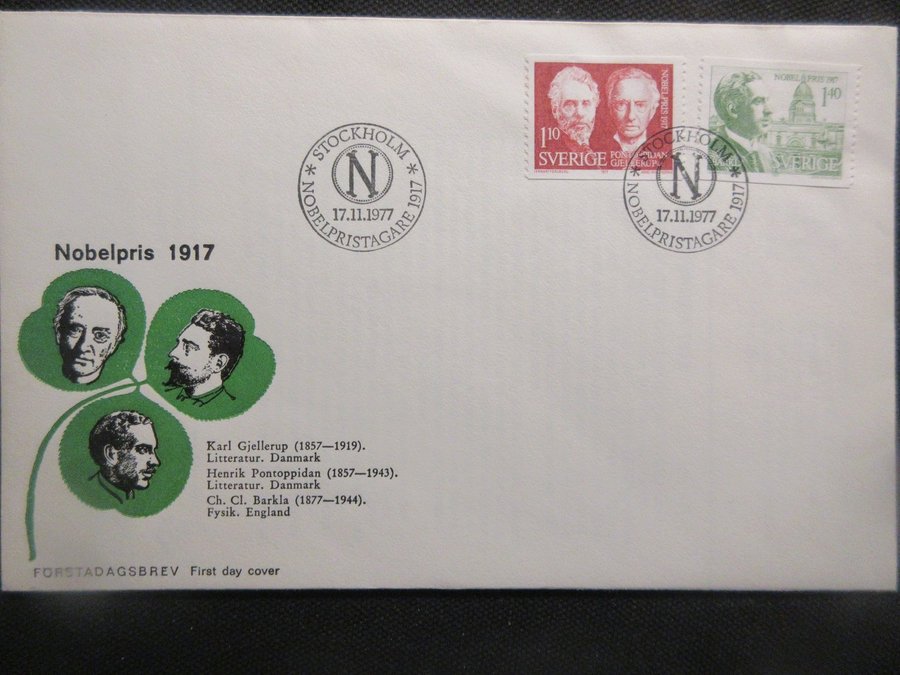 NOBELPRIS 1917
1.10
PONTOPPIDAN
SVERIGE GJELLERUP
NOBELPRIS 1917
1.40
SVERIGE
* STOCKHOLM *
N
17.11.1977
NOBELPRISTAGARE 1917
* STOCKHOLM *
N
17.11.1977
NOBELPRISTAGARE 1917
Nobelpris 1917
Karl Gjellerup (1857—1919).
Litteratur. Danmark
Henrik Pontoppidan (1857—1943).
Litteratur. Danmark
Ch. Cl. Barkla (1877—1944).
Fysik. England
FÖRSTADAGSBREV First day cover